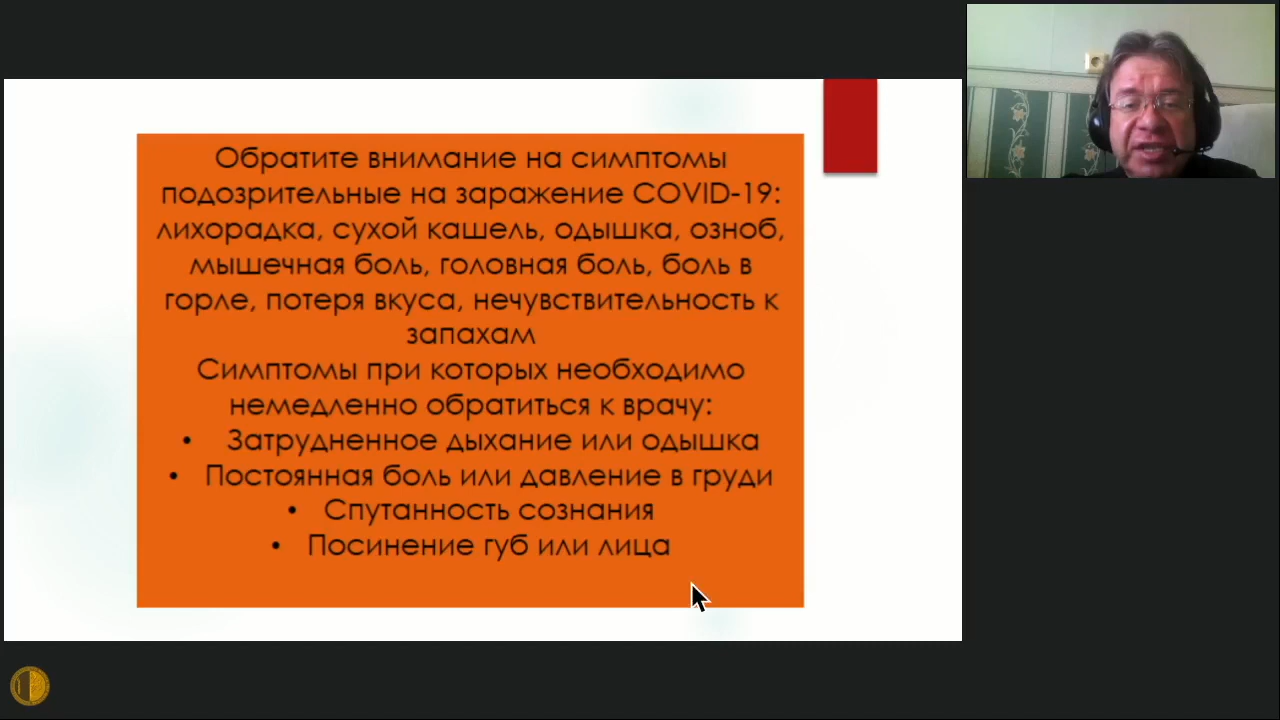 Обратите внимание на симптомы
подозрительные на заражение COVID-19:
лихорадка, сухой кашель, одышка, озноб,
мышечная боль, головная боль, боль в
горле, потеря вкуса, нечувствительность к
запахам
Симптомы при которых необходимо
немедленно обратиться к врачу:
• Затрудненное дыхание или одышка
• Постоянная боль или давление в груди
• Спутанность сознания
• Посинение губ или лица